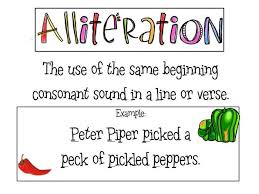 Alliteration
The use of the same beginning
consonant sound in a line or verse.
Example:
Peter Piper picked a
peck of pickled peppers.